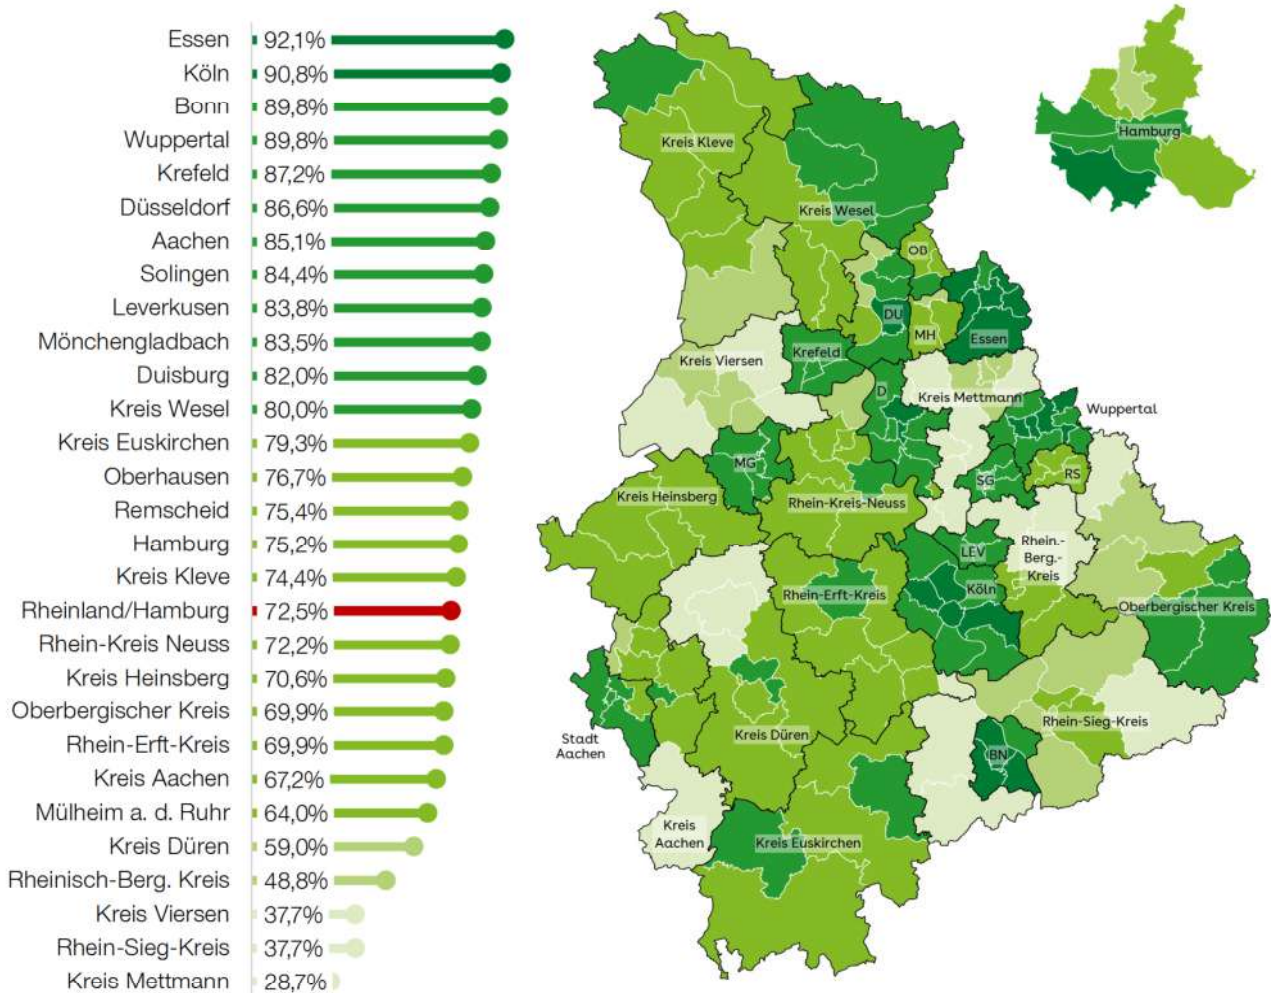 Essen 92,1%
Köln 90,8%
Bonn 89,8%
Wuppertal 89,8%
Krefeld 87,2%
Düsseldorf 86,6%
Aachen 85,1%
Solingen 84,4%
Leverkusen 83,8%
Mönchengladbach 83,5%
Duisburg 82,0%
Kreis Wesel 80,0%
Kreis Euskirchen 79,3%
Oberhausen 76,7%
Remscheid 75,4%
Hamburg 75,2%
Kreis Kleve 74,4%
Rheinland/Hamburg 72,5%
Rhein-Kreis Neuss 72,2%
Kreis Heinsberg 70,6%
Oberbergischer Kreis 69,9%
Rhein-Erft-Kreis 69,9%
Kreis Aachen 67,2%
Mülheim a. d. Ruhr 64,0%
Kreis Düren 59,0%
Rheinisch-Berg. Kreis 48,8%
Kreis Viersen 37,7%
Rhein-Sieg-Kreis 37,7%
Kreis Mettmann 28,7%
Hamburg
Kreis Kleve
Kreis Wesel
OB
DU
MH
Essen
Krefeld
Kreis Viersen
D
Kreis Mettmann
Wuppertal
MG
SG
RS
Kreis Heinsberg
Rhein-Kreis-Neuss
LEV
Rhein.-
Berg.-
Kreis
Köln
Rhein-Erft-Kreis
Oberbergischer Kreis
Rhein-Sieg-Kreis
Kreis Düren
Stadt
Aachen
BN
Kreis
Aachen
Kreis Euskirchen